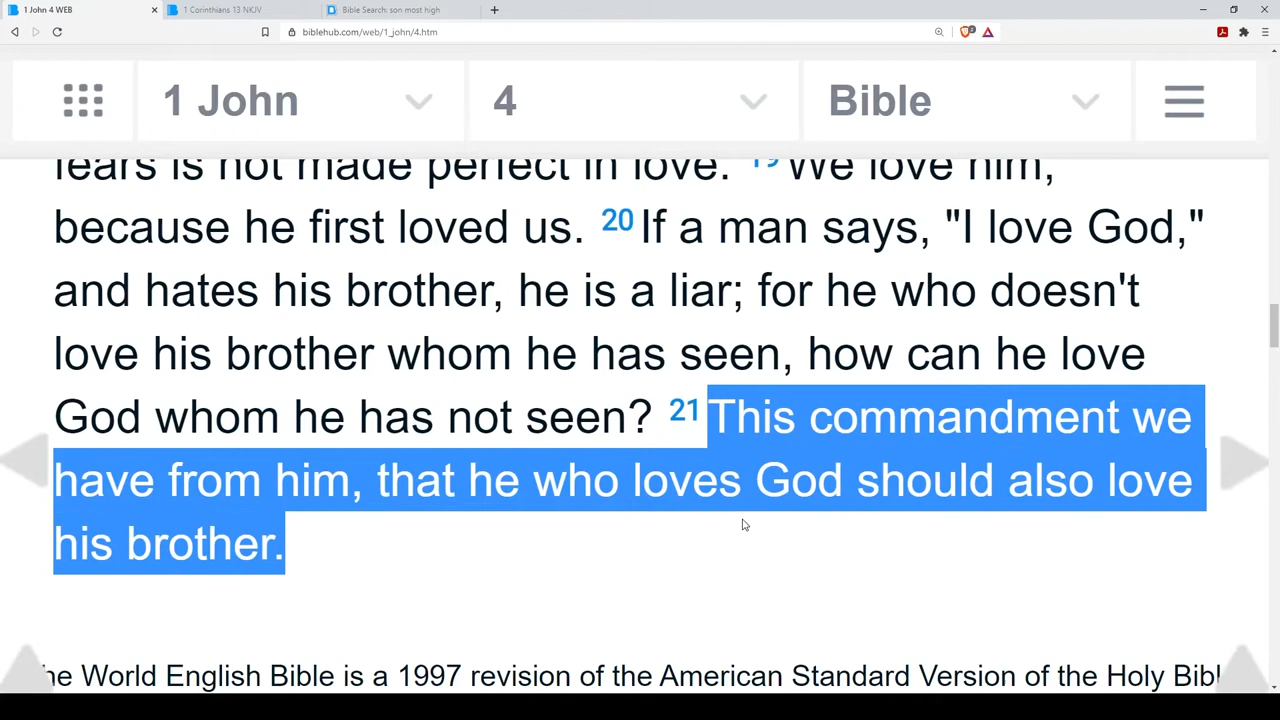 1 John 4 WEB
1 Corinthians 13 NKJV
Bible Search: son most high
biblehub.com/web/1_john/4.htm
1 John
4
Bible
fears is not made perfect in love. 19 We love him,
because he first loved us. 20 If a man says, "I love God,"
and hates his brother, he is a liar; for he who doesn't
love his brother whom he has seen, how can he love
God whom he has not seen? 21 This commandment we
have from him, that he who loves God should also love
his brother.
he World English Bible is a 1997 revision of the American Standard Version of the Holy Bibl